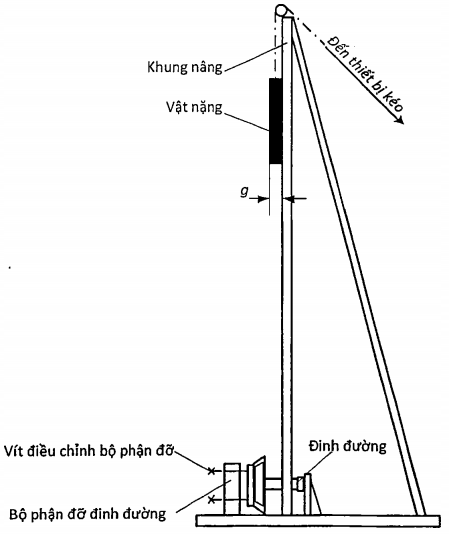 Đến thiết bị kéo
Khung nâng
Vật nặng
g
Đinh đường
Vít điều chỉnh bộ phận đỡ
Bộ phận đỡ đinh đường